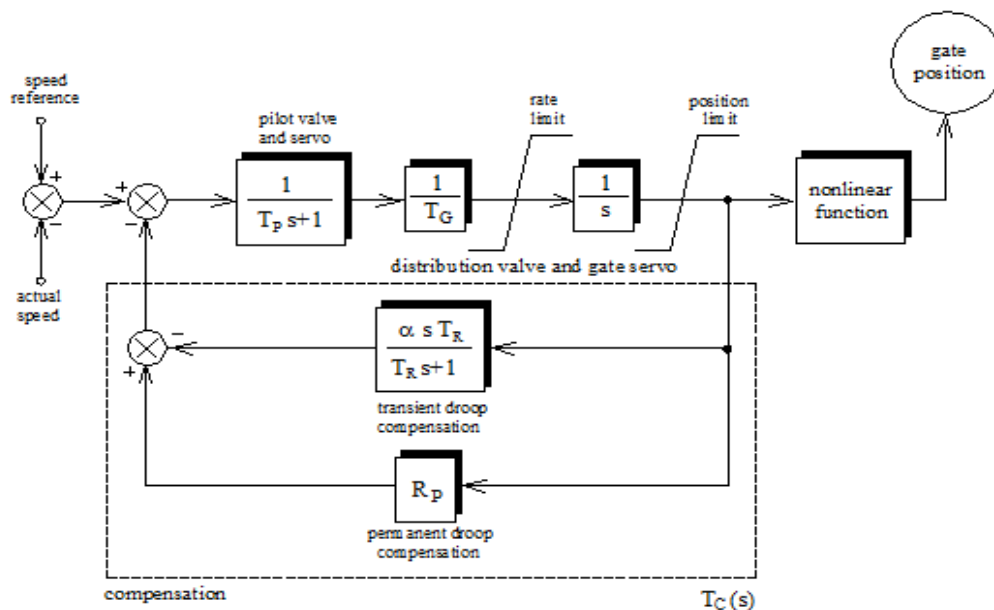 speed
reference
+
−
actual
speed
+
−
pilot valve
and servo
1
T_P s+1
1
T_G
rate
limit
1
s
position
limit
nonlinear
function
gate
position
distribution valve and gate servo
−
+
α s T_R
T_R s+1
transient droop
compensation
R_P
permanent droop
compensation
compensation
T_C(s)